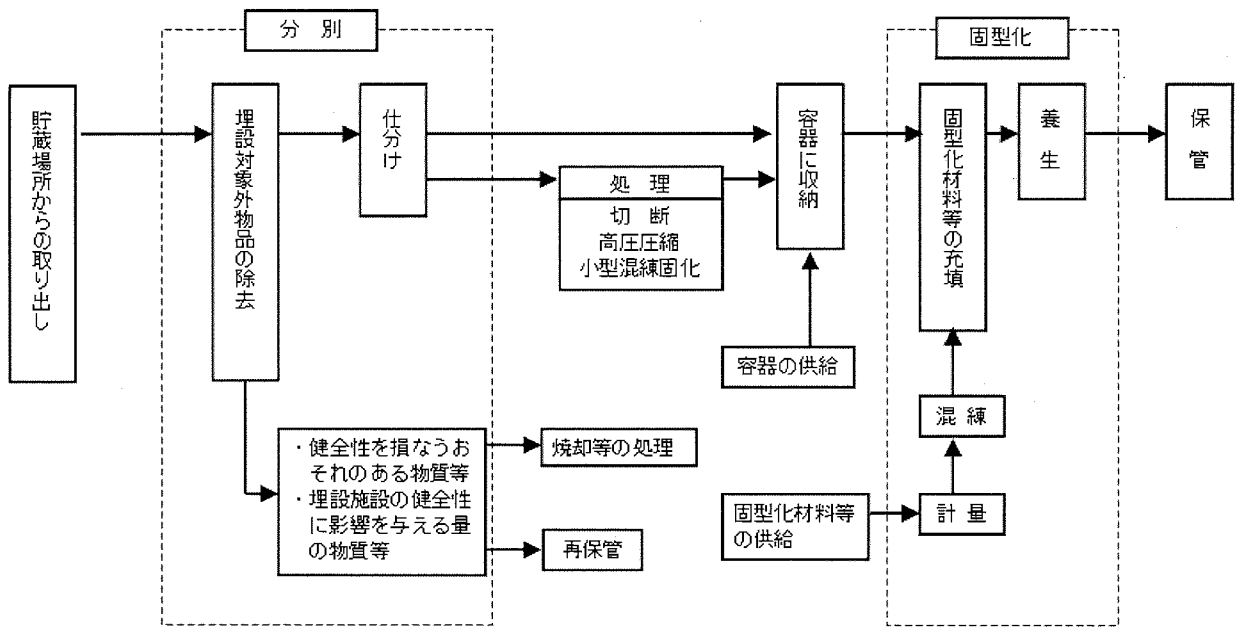 分 別
固型化
貯蔵場所からの取り出し
埋設対象外物品の除去
仕分け
処 理
切 断
高圧圧縮
小型混練固化
容器に収納
固型化材料等の充填
養 生
保 管
容器の供給
混 練
・健全性を損なうお
それのある物質等
・埋設施設の健全性
に影響を与える量
の物質等
焼却等の処理
再保管
固型化材料等
の供給
計 量